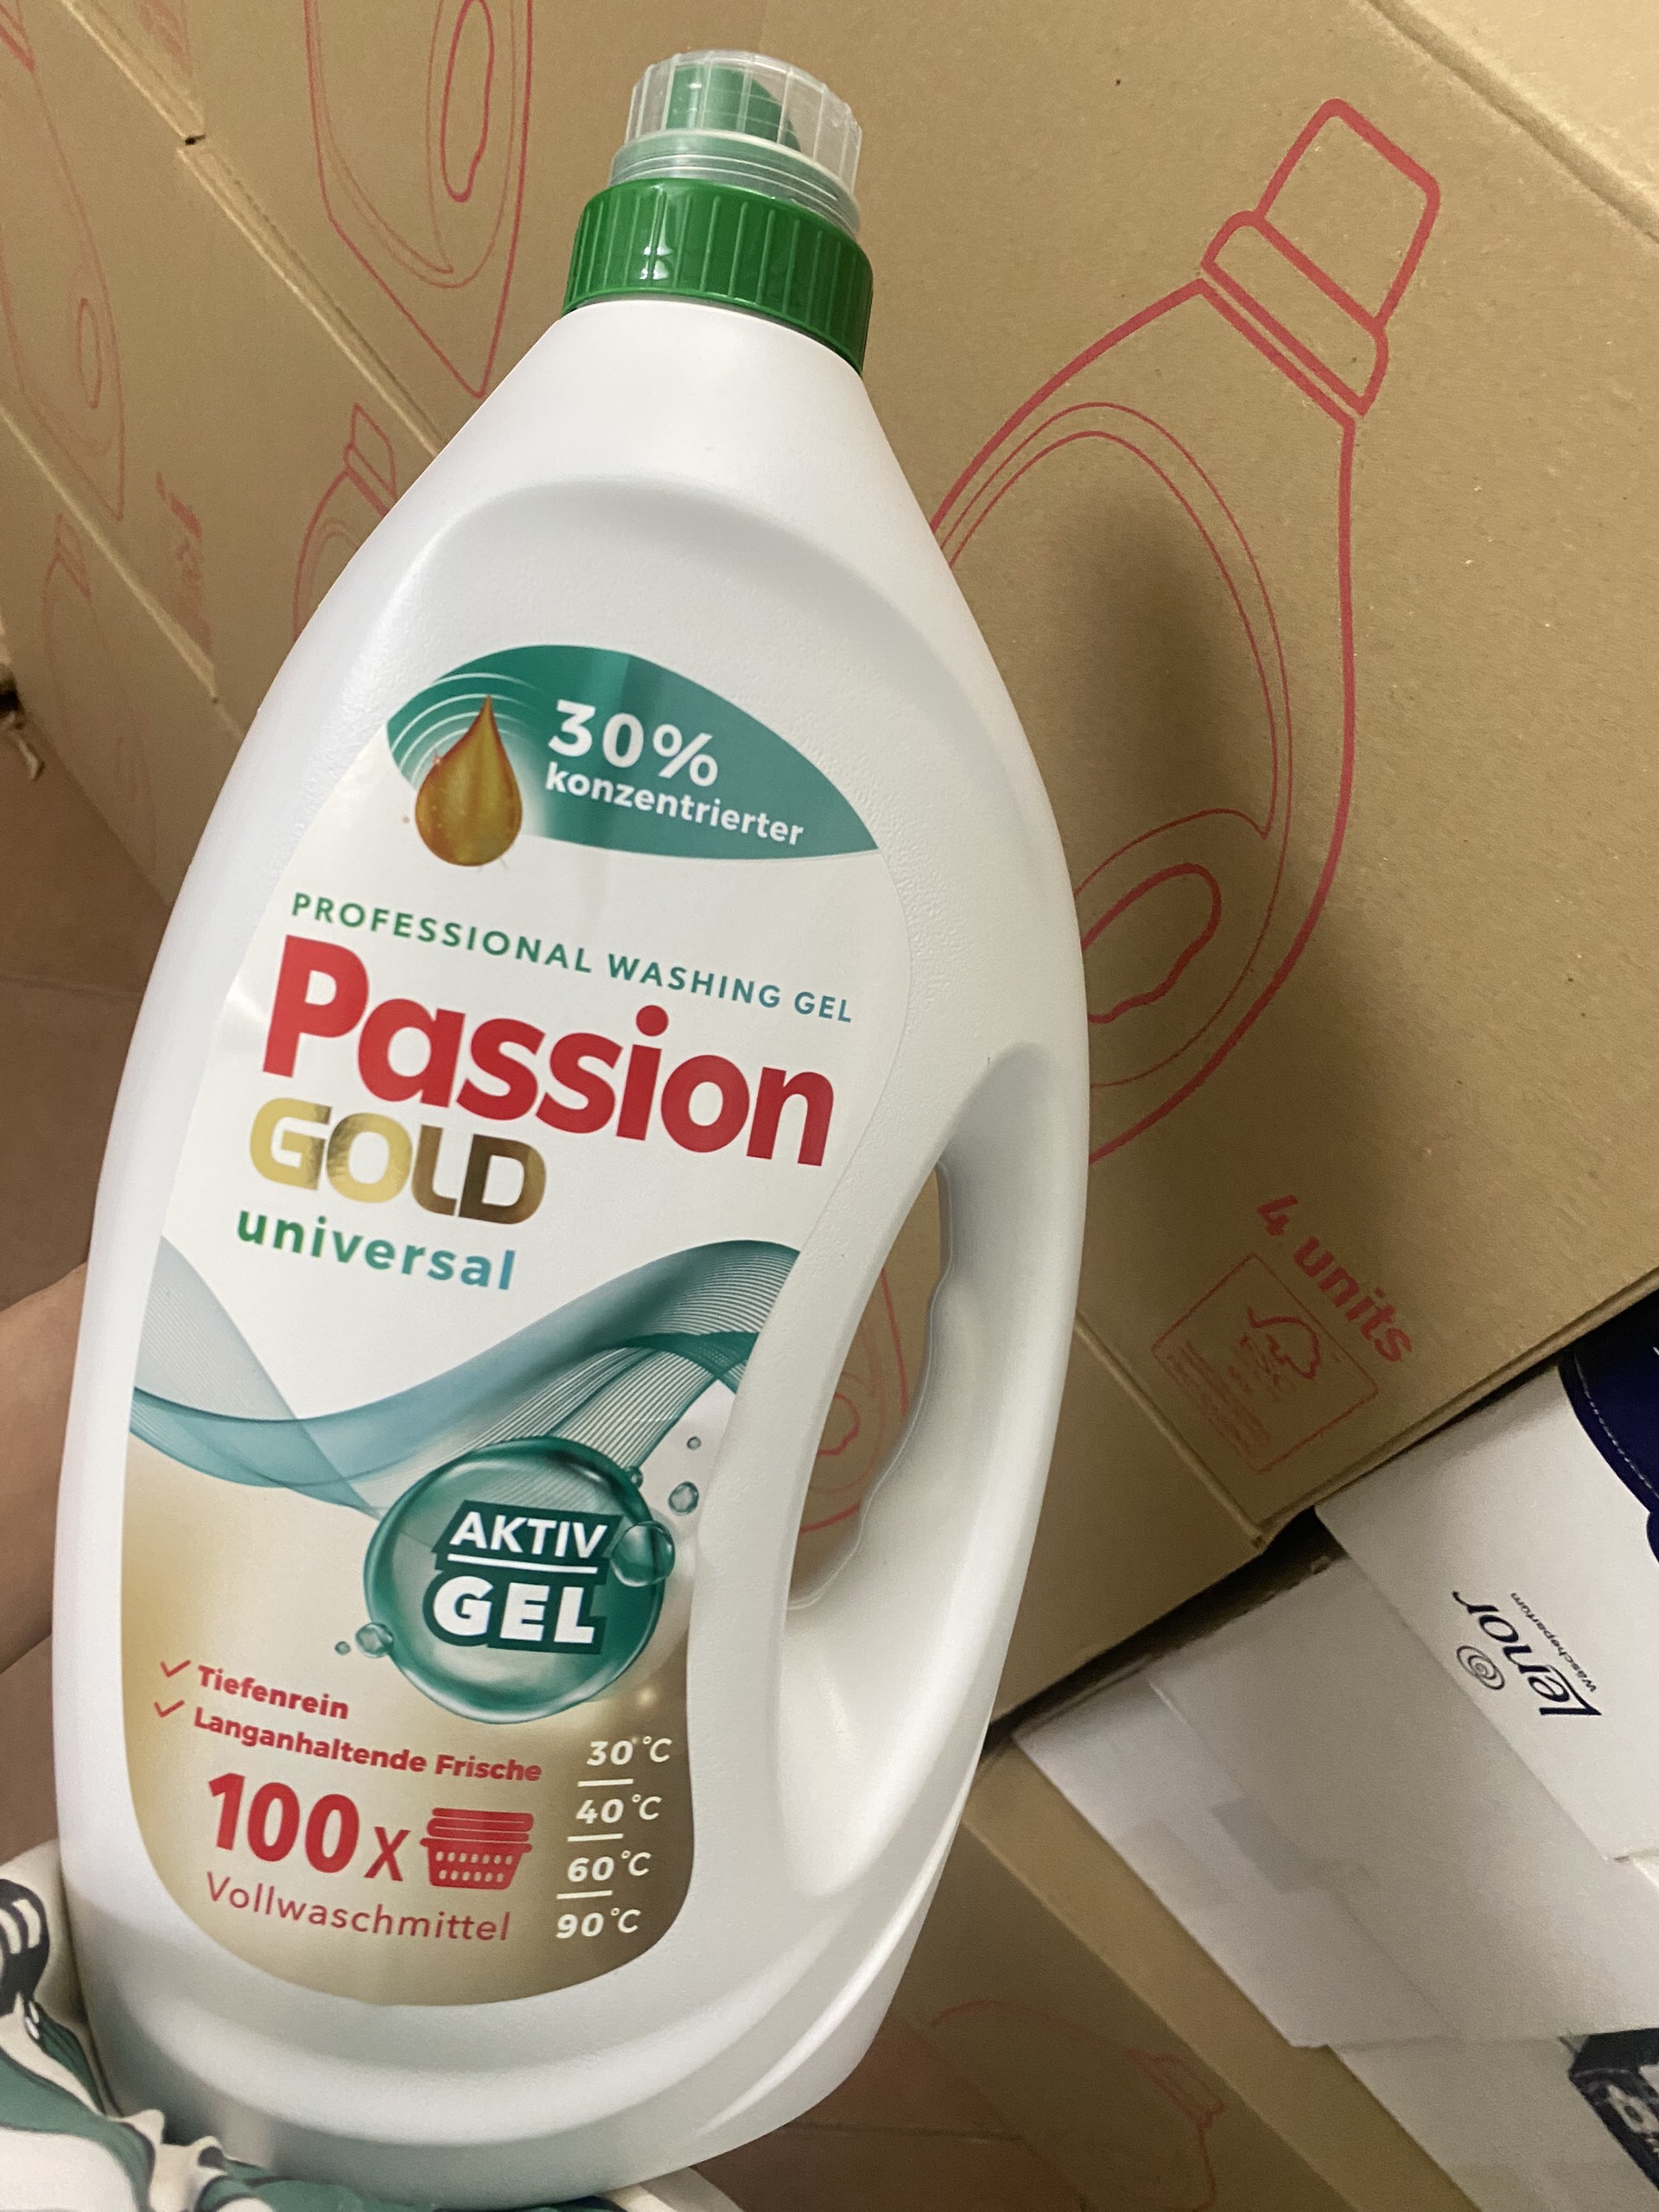 30%
konzentrierter
PROFESSIONAL WASHING GEL
Passion
GOLD
universal
AKTIV
GEL
Tiefenrein
Langanhaltende Frische
100x
Vollwaschmittel
30°C
40°C
60°C
90°C
4 units
Lenor
wäscheparfüm